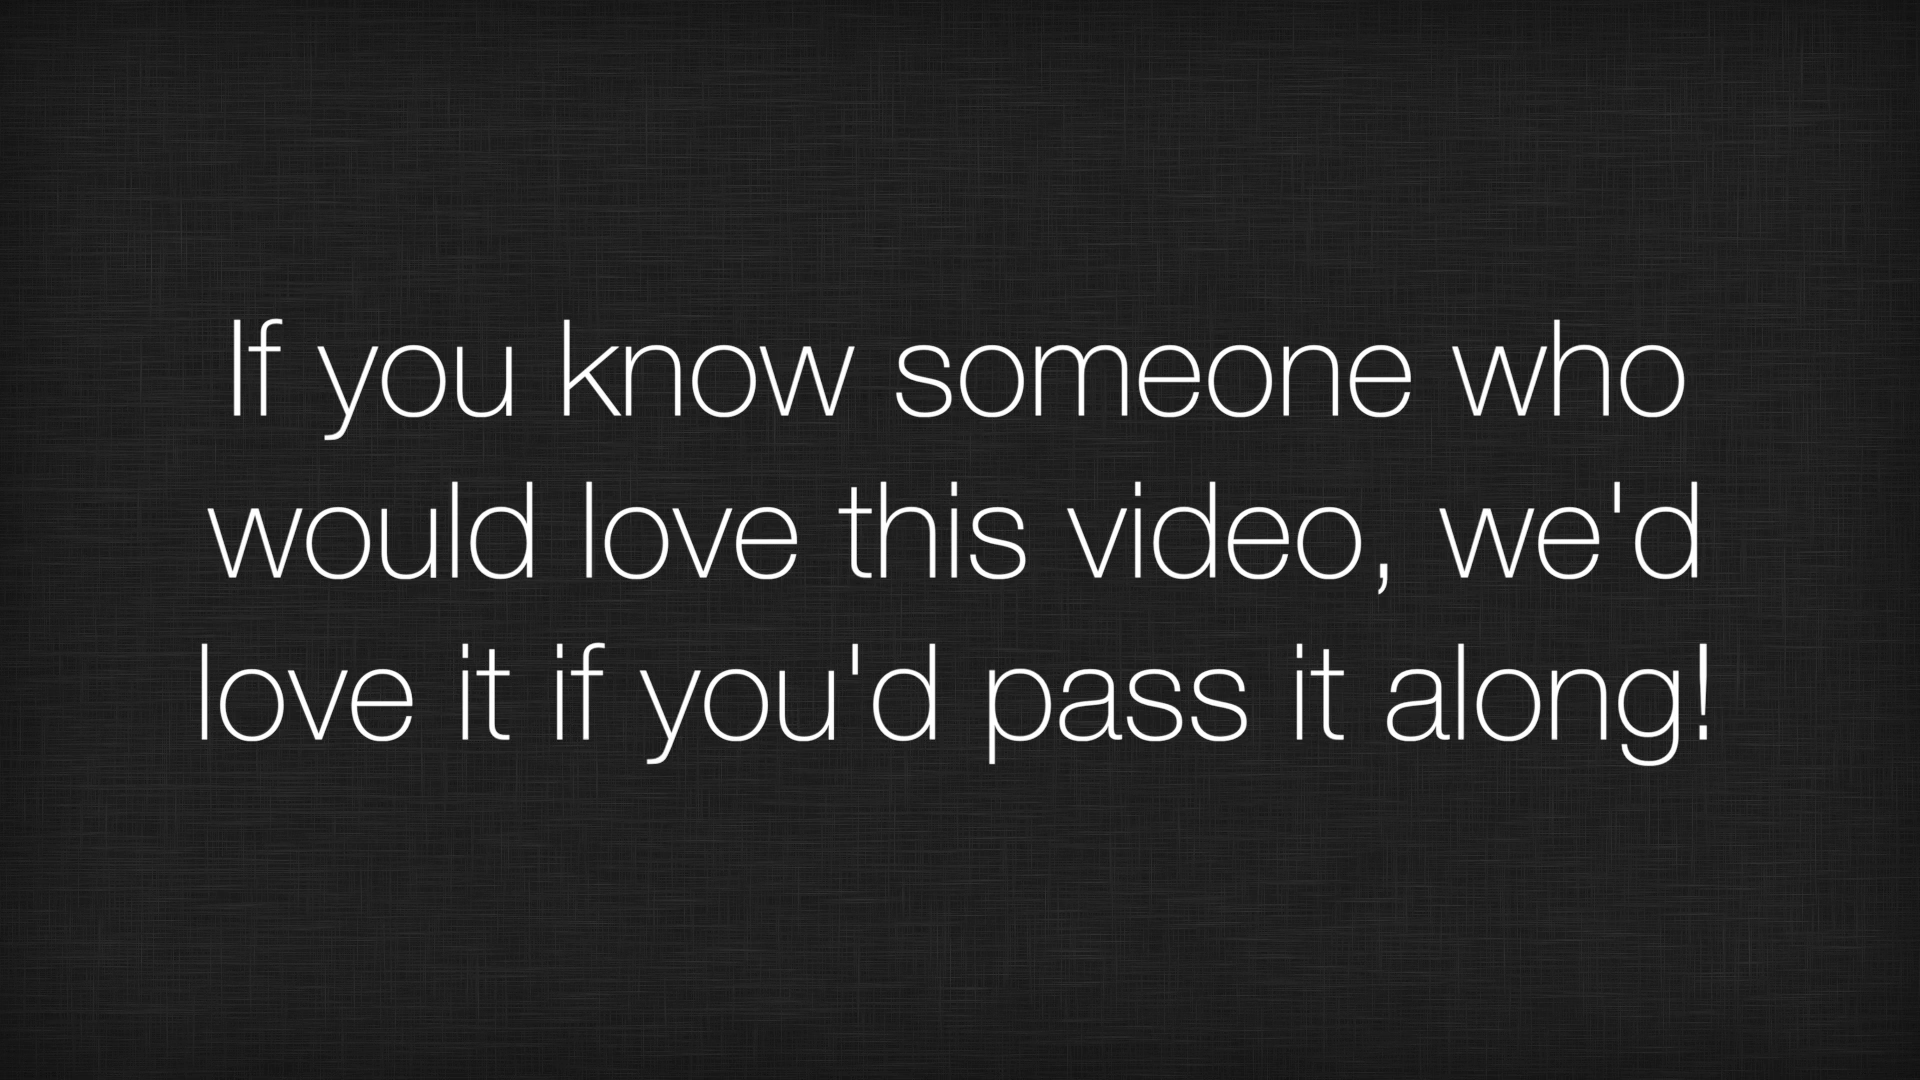 If you know someone who
would love this video, we'd
love it if you'd pass it along!